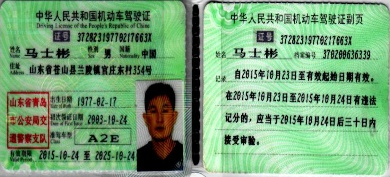 中华人民共和国机动车驾驶证
Driving License of the People's Republic of China
证号 37282319770217663X
姓名 马士彬 性别 男 国籍 中国
住址 山东省苍山县兰陵镇宜庄东村354号
山东省青岛市公安局交通警察支队
出生日期 1977-02-17
初次领证日期 2003-10-24
准驾车型 A2E
有效期限 2015-10-24 至 2025-10-24
中华人民共和国机动车驾驶证副页
证号 37282319770217663X
姓名 马士彬 档案编号 370200636339
记录
自2015年10月23日至有效起始日期有效。
在2015年10月23日至2015年10月24日有违法
记分的，应当于2015年10月24日后三十日内
接受审验。